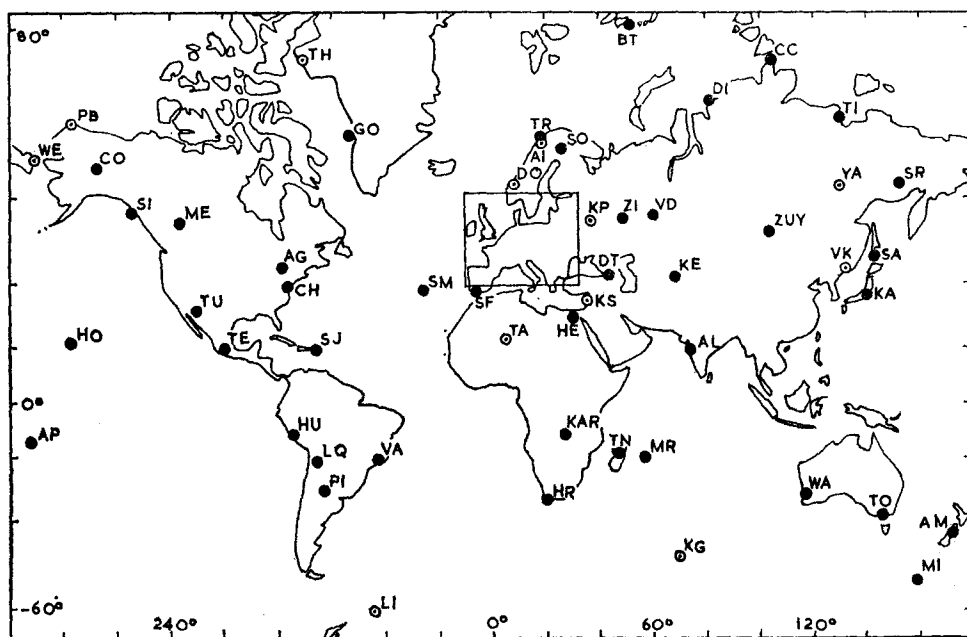 80°
BT
TH
CC
DI
TI
PB
GO
TR
SO
AI
WE
CO
DO
YA
SR
SI
ME
KP
ZI
VD
ZUY
AG
DT
KE
VK
SA
CH
SM
SF
KS
KA
TU
HE
HO
TE
SJ
TA
AL
0°
AP
HU
KAR
LQ
VA
TN
MR
PI
HR
WA
TO
AM
KG
MI
-60°
LI
240°
0°
60°
120°